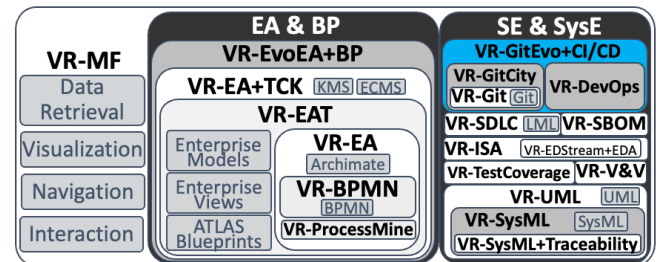 VR-MF
Data
Retrieval
Visualization
Navigation
Interaction
EA & BP
VR-EvoEA+BP
VR-EA+TCK KMS ECMS
VR-EAT
Enterprise
Models
Enterprise
Views
ATLAS
Blueprints
VR-EA
Archimate
VR-BPMN
BPMN
VR-ProcessMine
SE & SysE
VR-GitEvo+CI/CD
VR-GitCity
VR-Git Git
VR-DevOps
VR-SDLC LML VR-SBOM
VR-ISA VR-EDStream+EDA
VR-TestCoverage VR-V&V
VR-UML UML
VR-SysML SysML
VR-SysML+Traceability